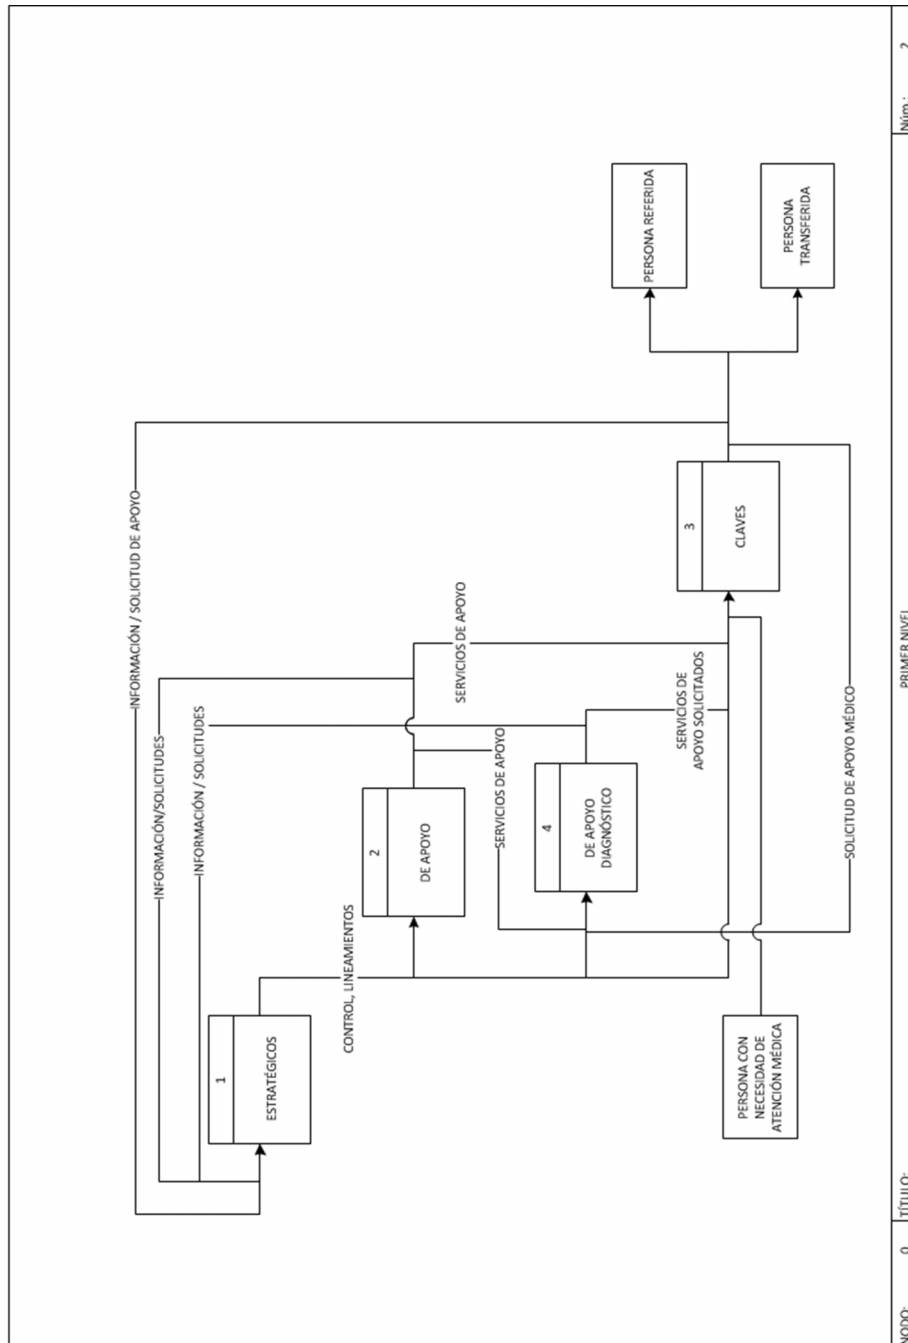 INFORMACIÓN / SOLICITUD DE APOYO
INFORMACIÓN/SOLICITUDES
INFORMACIÓN / SOLICITUDES
1
ESTRATÉGICOS
CONTROL, LINEAMIENTOS
2
DE APOYO
SERVICIOS DE APOYO
SERVICIOS DE APOYO
4
DE APOYO
DIAGNÓSTICO
SERVICIOS DE
APOYO SOLICITADOS
3
CLAVES
PERSONA REFERIDA
PERSONA
TRANSFERIDA
PERSONA CON
NECESIDAD DE
ATENCIÓN MÉDICA
SOLICITUD DE APOYO MÉDICO
NODO: 0
TÍTULO:
PRIMER NIVEL
Núm.: 2